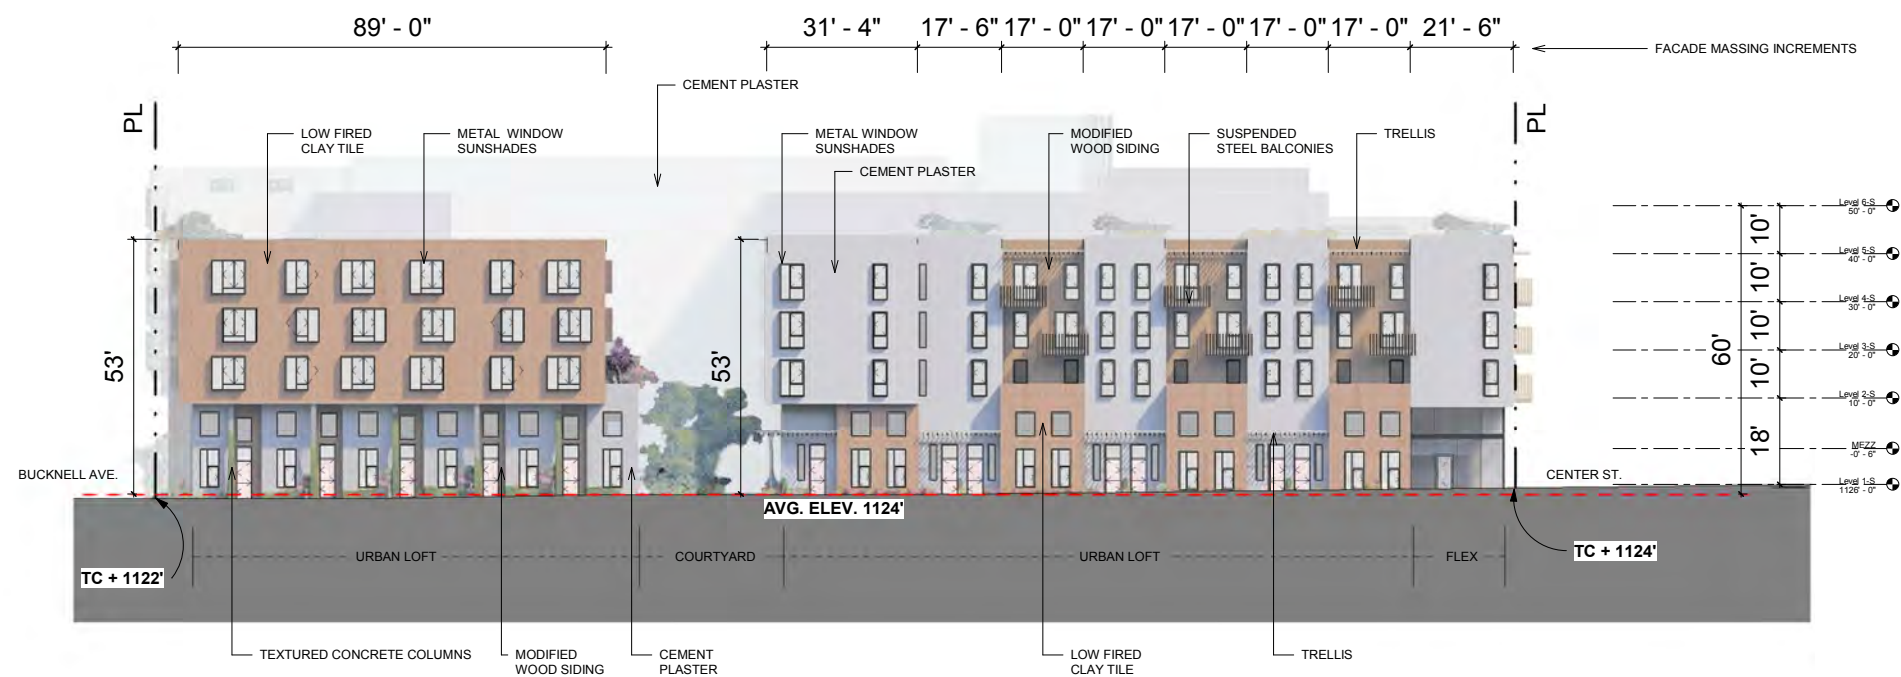 89' - 0"
31' - 4"
17' - 6"
17' - 0"
17' - 0"
17' - 0"
17' - 0"
17' - 0"
21' - 6"
FACADE MASSING INCREMENTS
CEMENT PLASTER
PL
PL
LOW FIRED
CLAY TILE
METAL WINDOW
SUNSHADES
METAL WINDOW
SUNSHADES
MODIFIED
WOOD SIDING
SUSPENDED
STEEL BALCONIES
TRELLIS
CEMENT PLASTER
Level 6-S
50' - 0"
10'
Level 5-S
40' - 0"
10'
Level 4-S
30' - 0"
10'
Level 3-S
20' - 0"
10'
Level 2-S
10' - 0"
18'
MEZZ
-0' - 6"
Level 1-S
1126' - 0"
60'
53'
53'
BUCKNELL AVE.
CENTER ST.
AVG. ELEV. 1124'
TC + 1122'
URBAN LOFT
COURTYARD
URBAN LOFT
FLEX
TC + 1124'
TEXTURED CONCRETE COLUMNS
MODIFIED
WOOD SIDING
CEMENT
PLASTER
LOW FIRED
CLAY TILE
TRELLIS